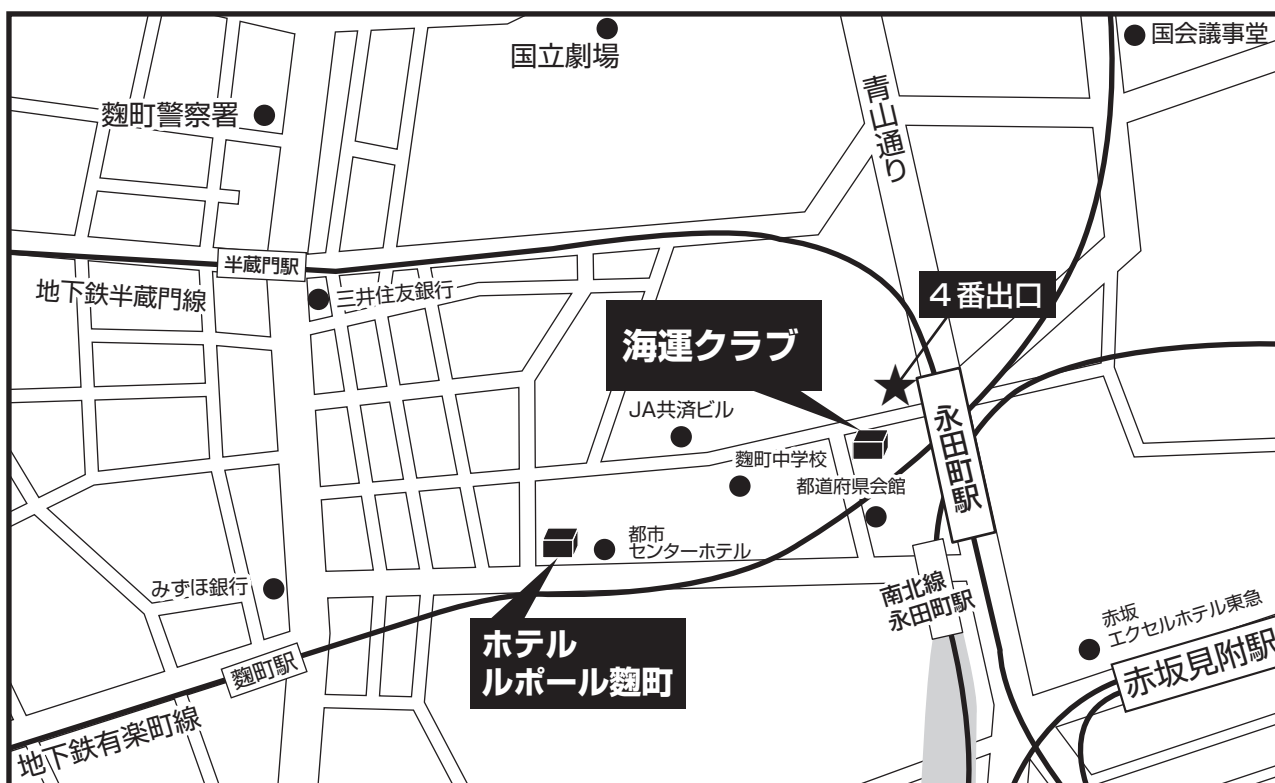 国立劇場
国会議事堂
麴町警察署
青山通り
半蔵門駅
地下鉄半蔵門線
三井住友銀行
4番出口
海運クラブ
JA共済ビル
永田町駅
麴町中学校
都道府県会館
都市
センターホテル
みずほ銀行
南北線
永田町駅
赤坂
エクセルホテル東急
ホテル
ルポール麴町
麴町駅
赤坂見附駅
地下鉄有楽町線